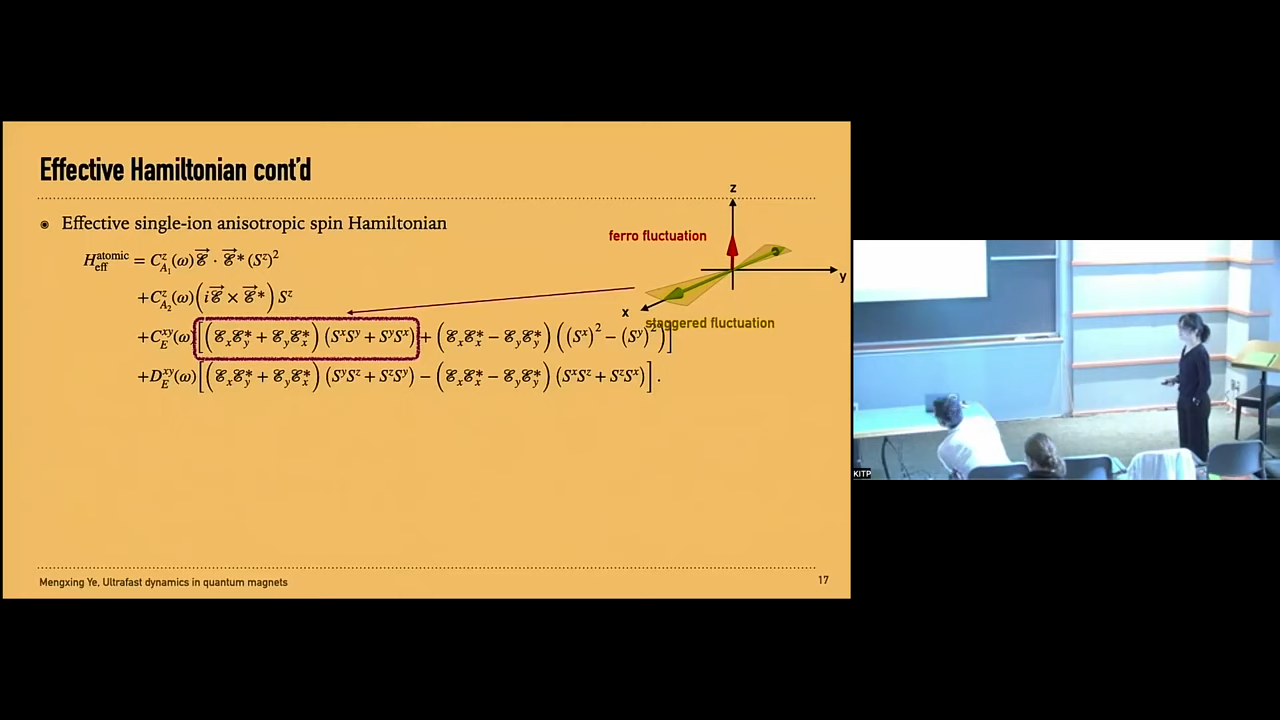 Effective Hamiltonian cont'd
Effective single-ion anisotropic spin Hamiltonian
z
ferro fluctuation
y
x
staggered fluctuation
H_eff^atomic = C_{A_1}^z(ω) ℰ⃗ · ℰ⃗* (S^z)^2
+C_{A_2}^z(ω)(iℰ⃗ × ℰ⃗*) S^z
+C_E^{xy}(ω)[(ℰ_xℰ_y* + ℰ_yℰ_x*) (S^xS^y + S^yS^x) + (ℰ_xℰ_x* − ℰ_yℰ_y*) ((S^x)^2 − (S^y)^2)]
+D_E^{xy}(ω)[(ℰ_xℰ_y* + ℰ_yℰ_x*) (S^yS^z + S^zS^y) − (ℰ_xℰ_x* − ℰ_yℰ_y*) (S^xS^z + S^zS^x)] .
Mengxing Ye, Ultrafast dynamics in quantum magnets
17
KITP